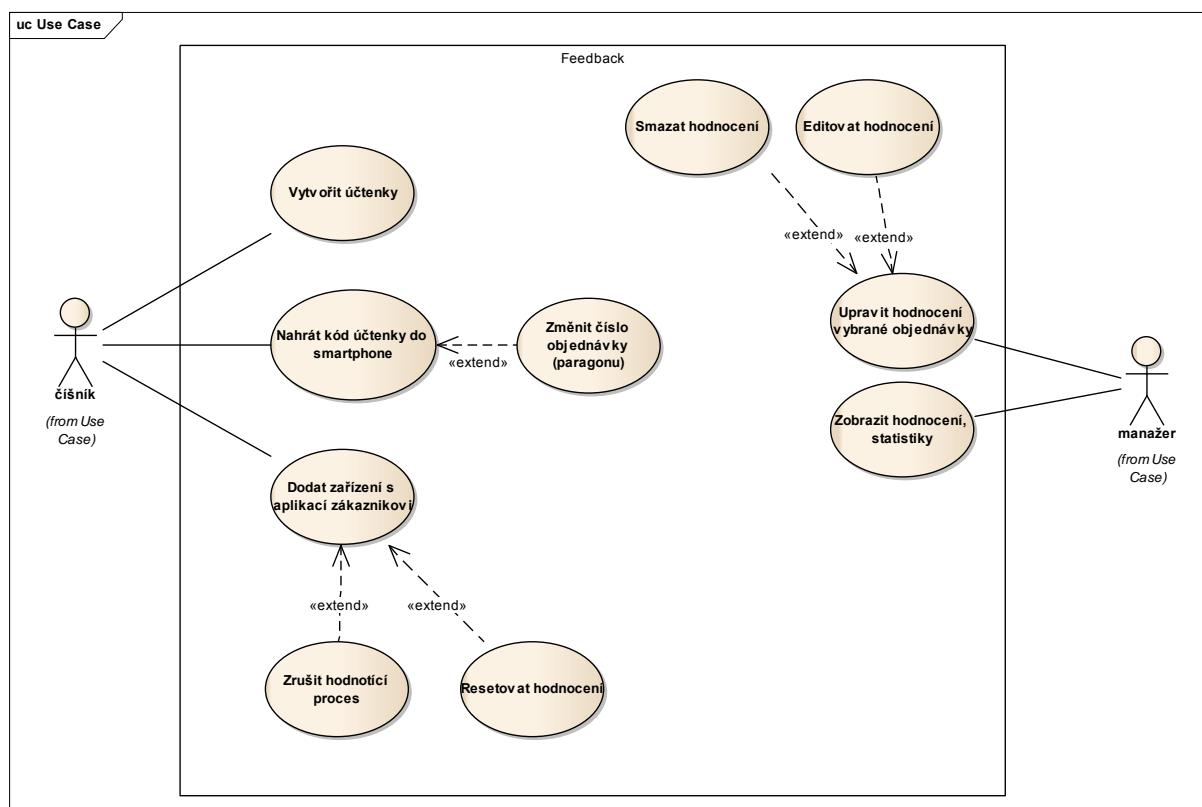 uc Use Case
Feedback
Smazat hodnocení
Editovat hodnocení
Vytvořit účtenky
«extend»
«extend»
Nahrát kód účtenky do
smartphone
«extend»
Změnit číslo
objednávky
(paragonu)
Upravit hodnocení
vybrané objednávky
číšník
(from Use
Case)
Zobrazit hodnocení,
statistiky
manažer
(from Use
Case)
Dodat zařízení s
aplikací zákazníkovi
«extend»
«extend»
Zrušit hodnotící
proces
Resetovat hodnocení